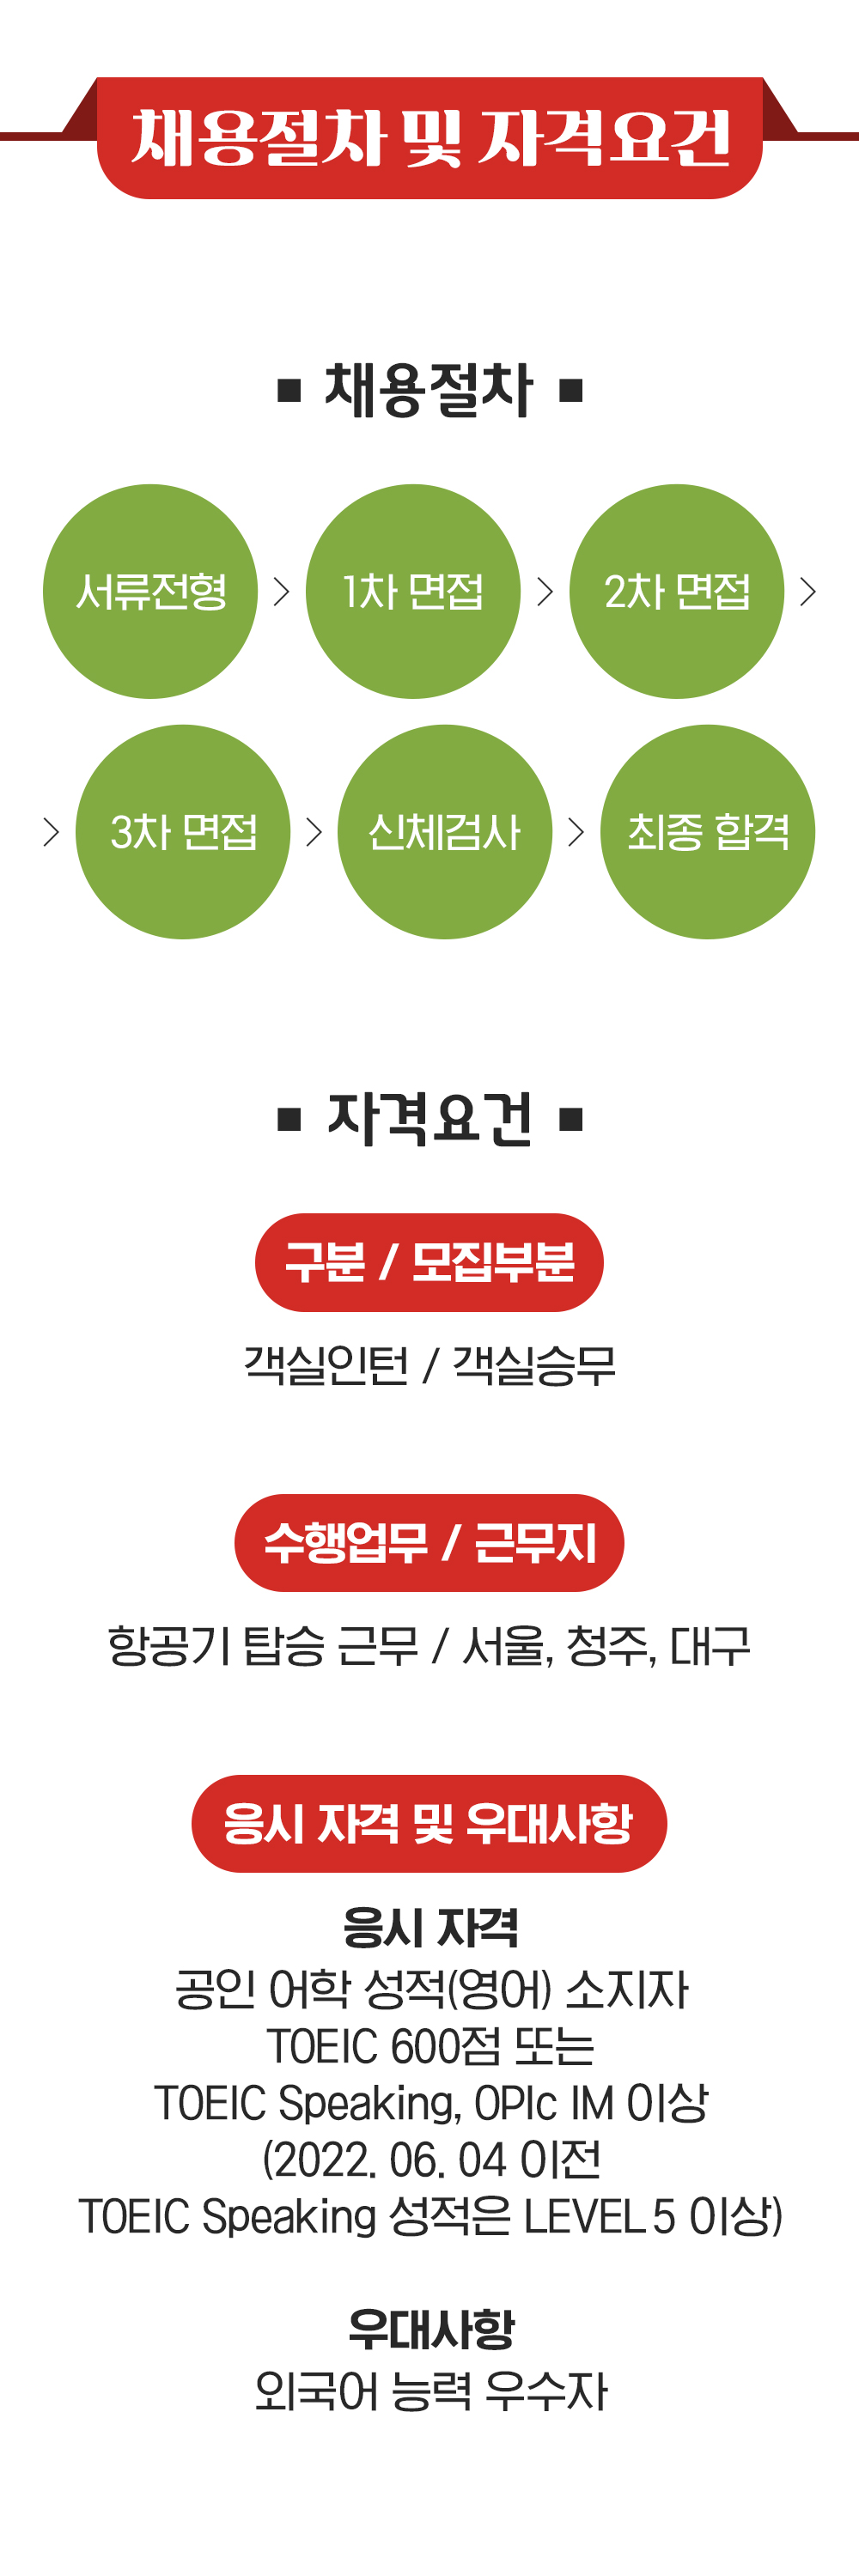 채용절차 및 자격요건
■ 채용절차 ■
서류전형 > 1차 면접 > 2차 면접 >
> 3차 면접 > 신체검사 > 최종 합격
■ 자격요건 ■
구분 / 모집부분
객실인턴 / 객실승무
수행업무 / 근무지
항공기 탑승 근무 / 서울, 청주, 대구
응시 자격 및 우대사항
응시 자격
공인 어학 성적(영어) 소지자
TOEIC 600점 또는
TOEIC Speaking, OPIc IM 이상
(2022. 06. 04 이전
TOEIC Speaking 성적은 LEVEL 5 이상)
우대사항
외국어 능력 우수자